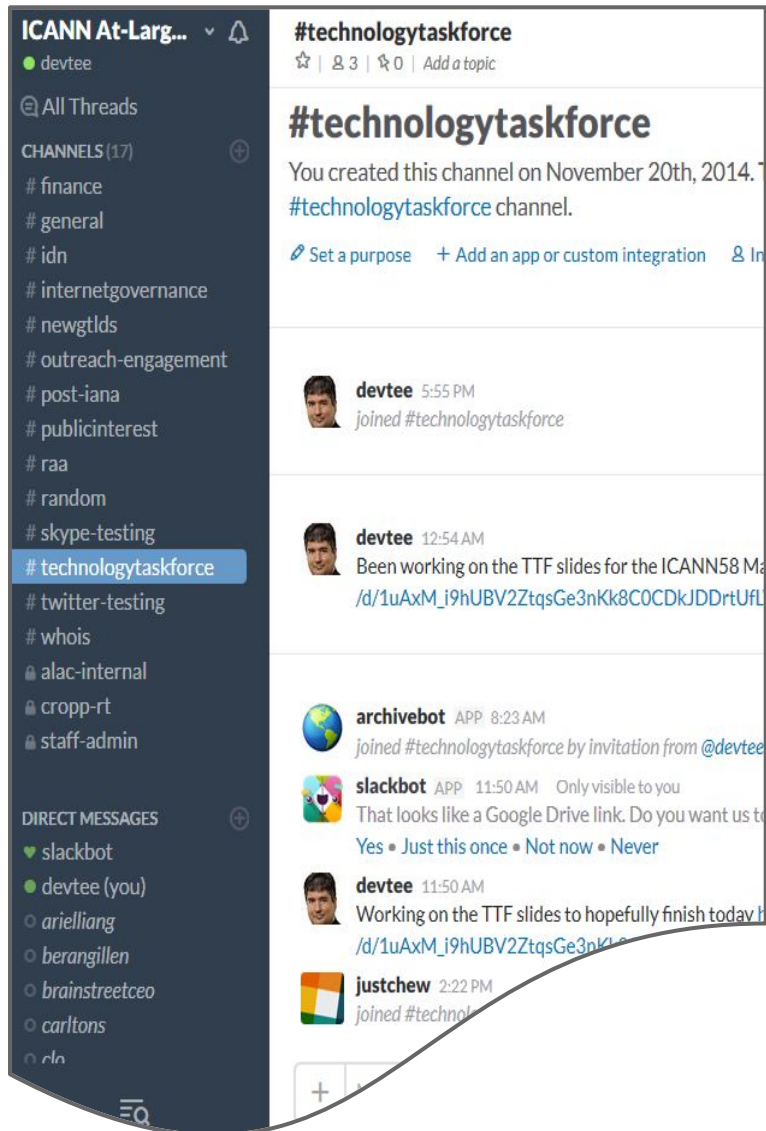 ICANN At-Larg...
devtee
All Threads
CHANNELS (17)
# finance
# general
# idn
# internetgovernance
# newgtlds
# outreach-engagement
# post-iana
# publicinterest
# raa
# random
# skype-testing
# technologytaskforce
# twitter-testing
# whois
alac-internal
cropp-rt
staff-admin
DIRECT MESSAGES
slackbot
devtee (you)
arielliang
berangillen
brainstreetceo
carltons
clo
#technologytaskforce
3 | 0 | Add a topic
#technologytaskforce
You created this channel on November 20th, 2014.
#technologytaskforce channel.
Set a purpose + Add an app or custom integration
devtee 5:55 PM
joined #technologytaskforce
devtee 12:54 AM
Been working on the TTF slides for the ICANN58
/d/1uAxM_i9hUBV2ZtqsGe3nKk8C0CDkJDDrtUfL
archivebot APP 8:23 AM
joined #technologytaskforce by invitation from @devtee
slackbot APP 11:50 AM Only visible to you
That looks like a Google Drive link. Do you want us to
Yes • Just this once • Not now • Never
devtee 11:50 AM
Working on the TTF slides to hopefully finish today
/d/1uAxM_i9hUBV2ZtqsGe3nKk8
justchew 2:22 PM
joined #technolo